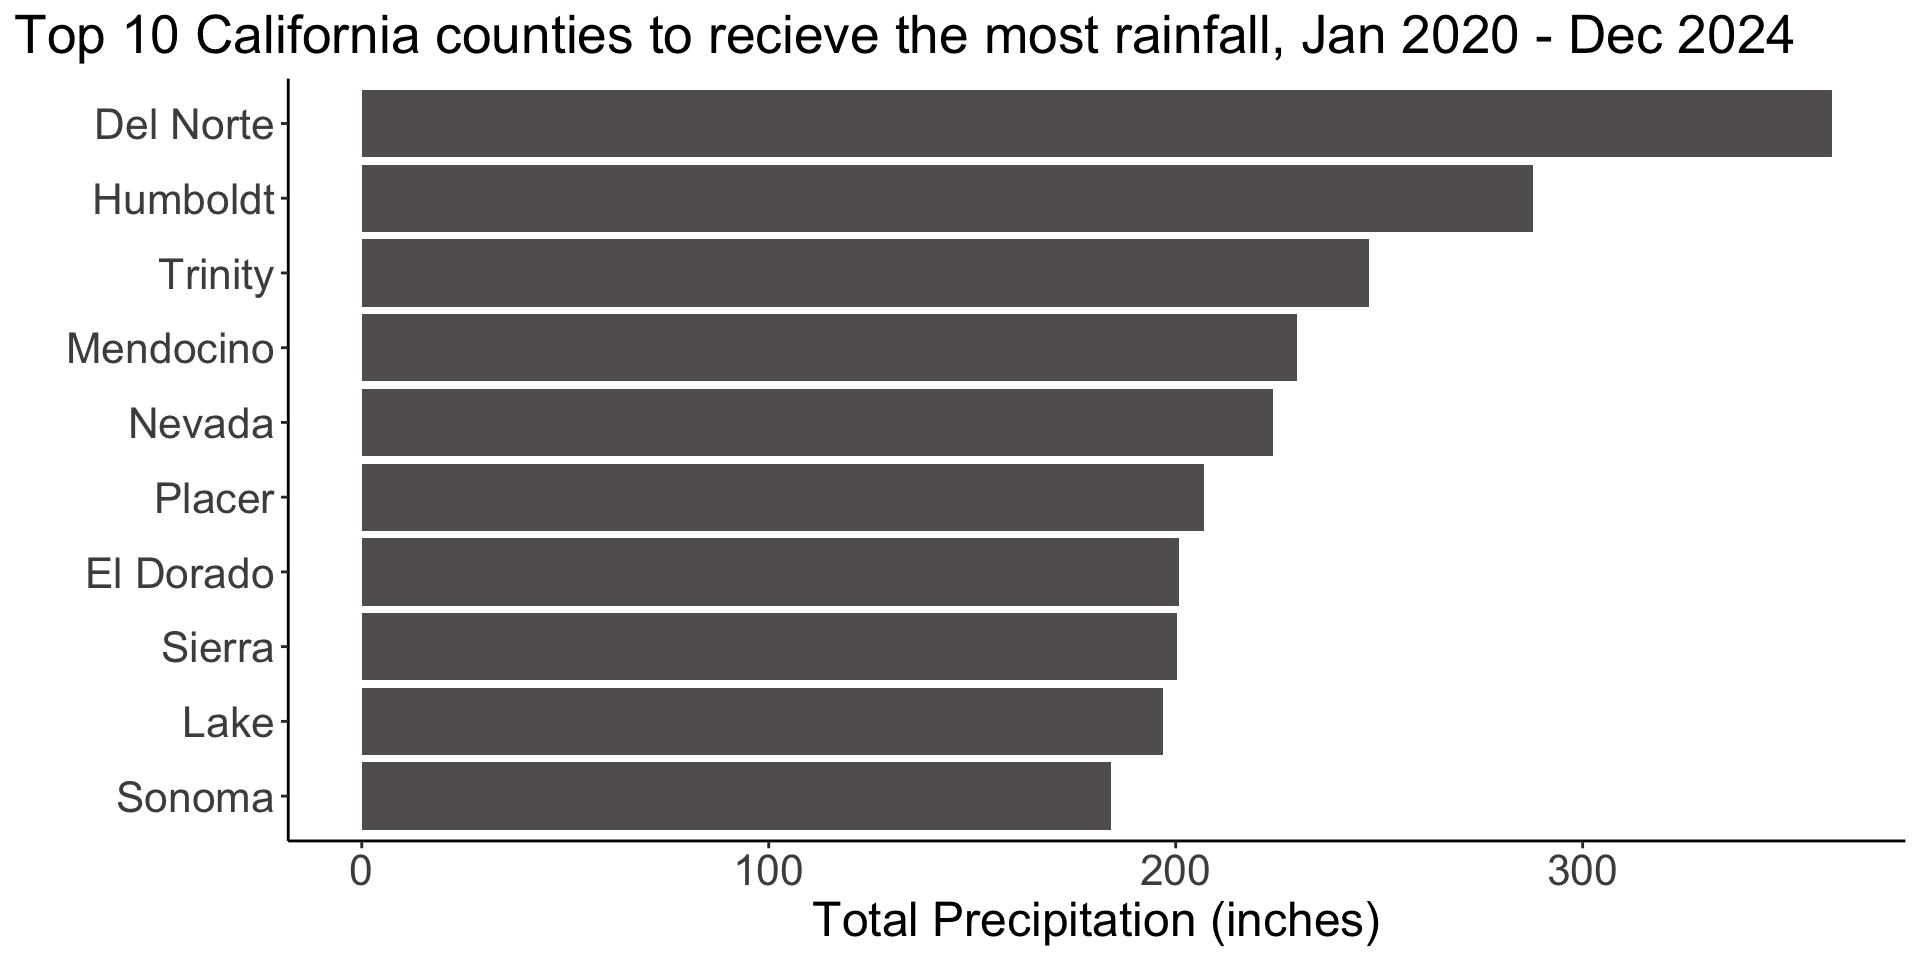 Top 10 California counties to recieve the most rainfall, Jan 2020 - Dec 2024
Del Norte
Humboldt
Trinity
Mendocino
Nevada
Placer
El Dorado
Sierra
Lake
Sonoma
0 100 200 300
Total Precipitation (inches)